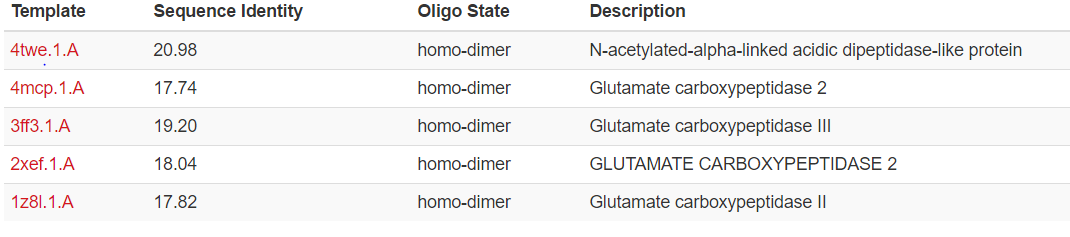 Template Sequence Identity Oligo State Description
4twe.1.A 20.98 homo-dimer N-acetylated-alpha-linked acidic dipeptidase-like protein
4mcp.1.A 17.74 homo-dimer Glutamate carboxypeptidase 2
3ff3.1.A 19.20 homo-dimer Glutamate carboxypeptidase III
2xef.1.A 18.04 homo-dimer GLUTAMATE CARBOXYPEPTIDASE 2
1z8l.1.A 17.82 homo-dimer Glutamate carboxypeptidase II